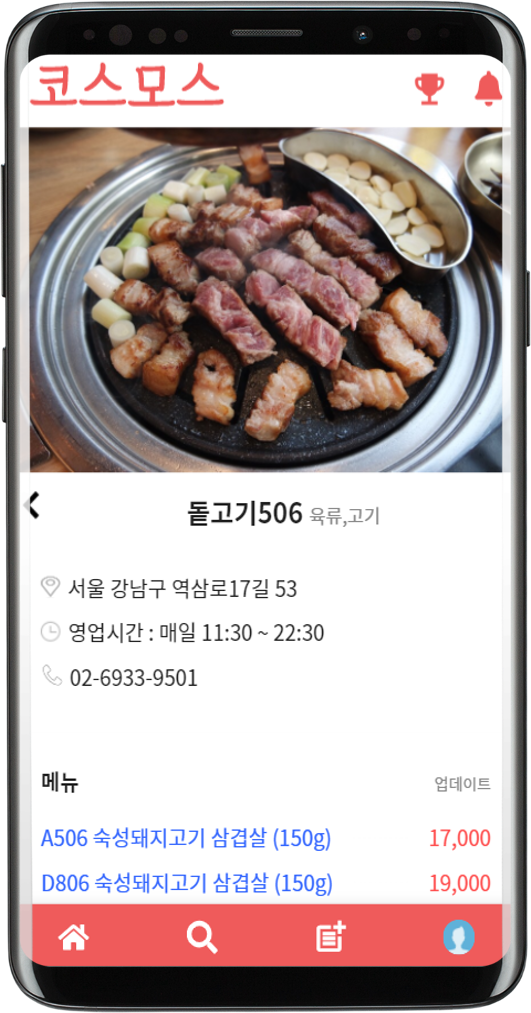 코스모스
돝고기506 육류,고기
서울 강남구 역삼로17길 53
영업시간 : 매일 11:30 ~ 22:30
02-6933-9501
메뉴 업데이트
A506 숙성돼지고기 삼겹살 (150g) 17,000
D806 숙성돼지고기 삼겹살 (150g) 19,000